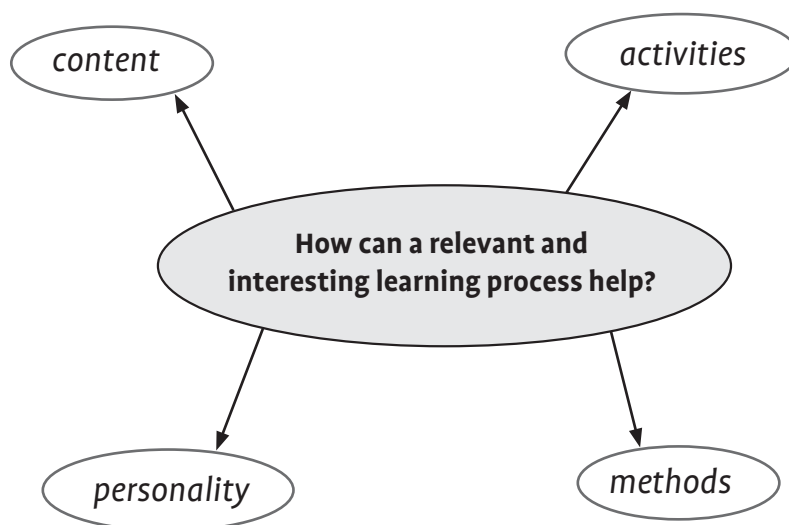 content
activities
How can a relevant and
interesting learning process help?
personality
methods